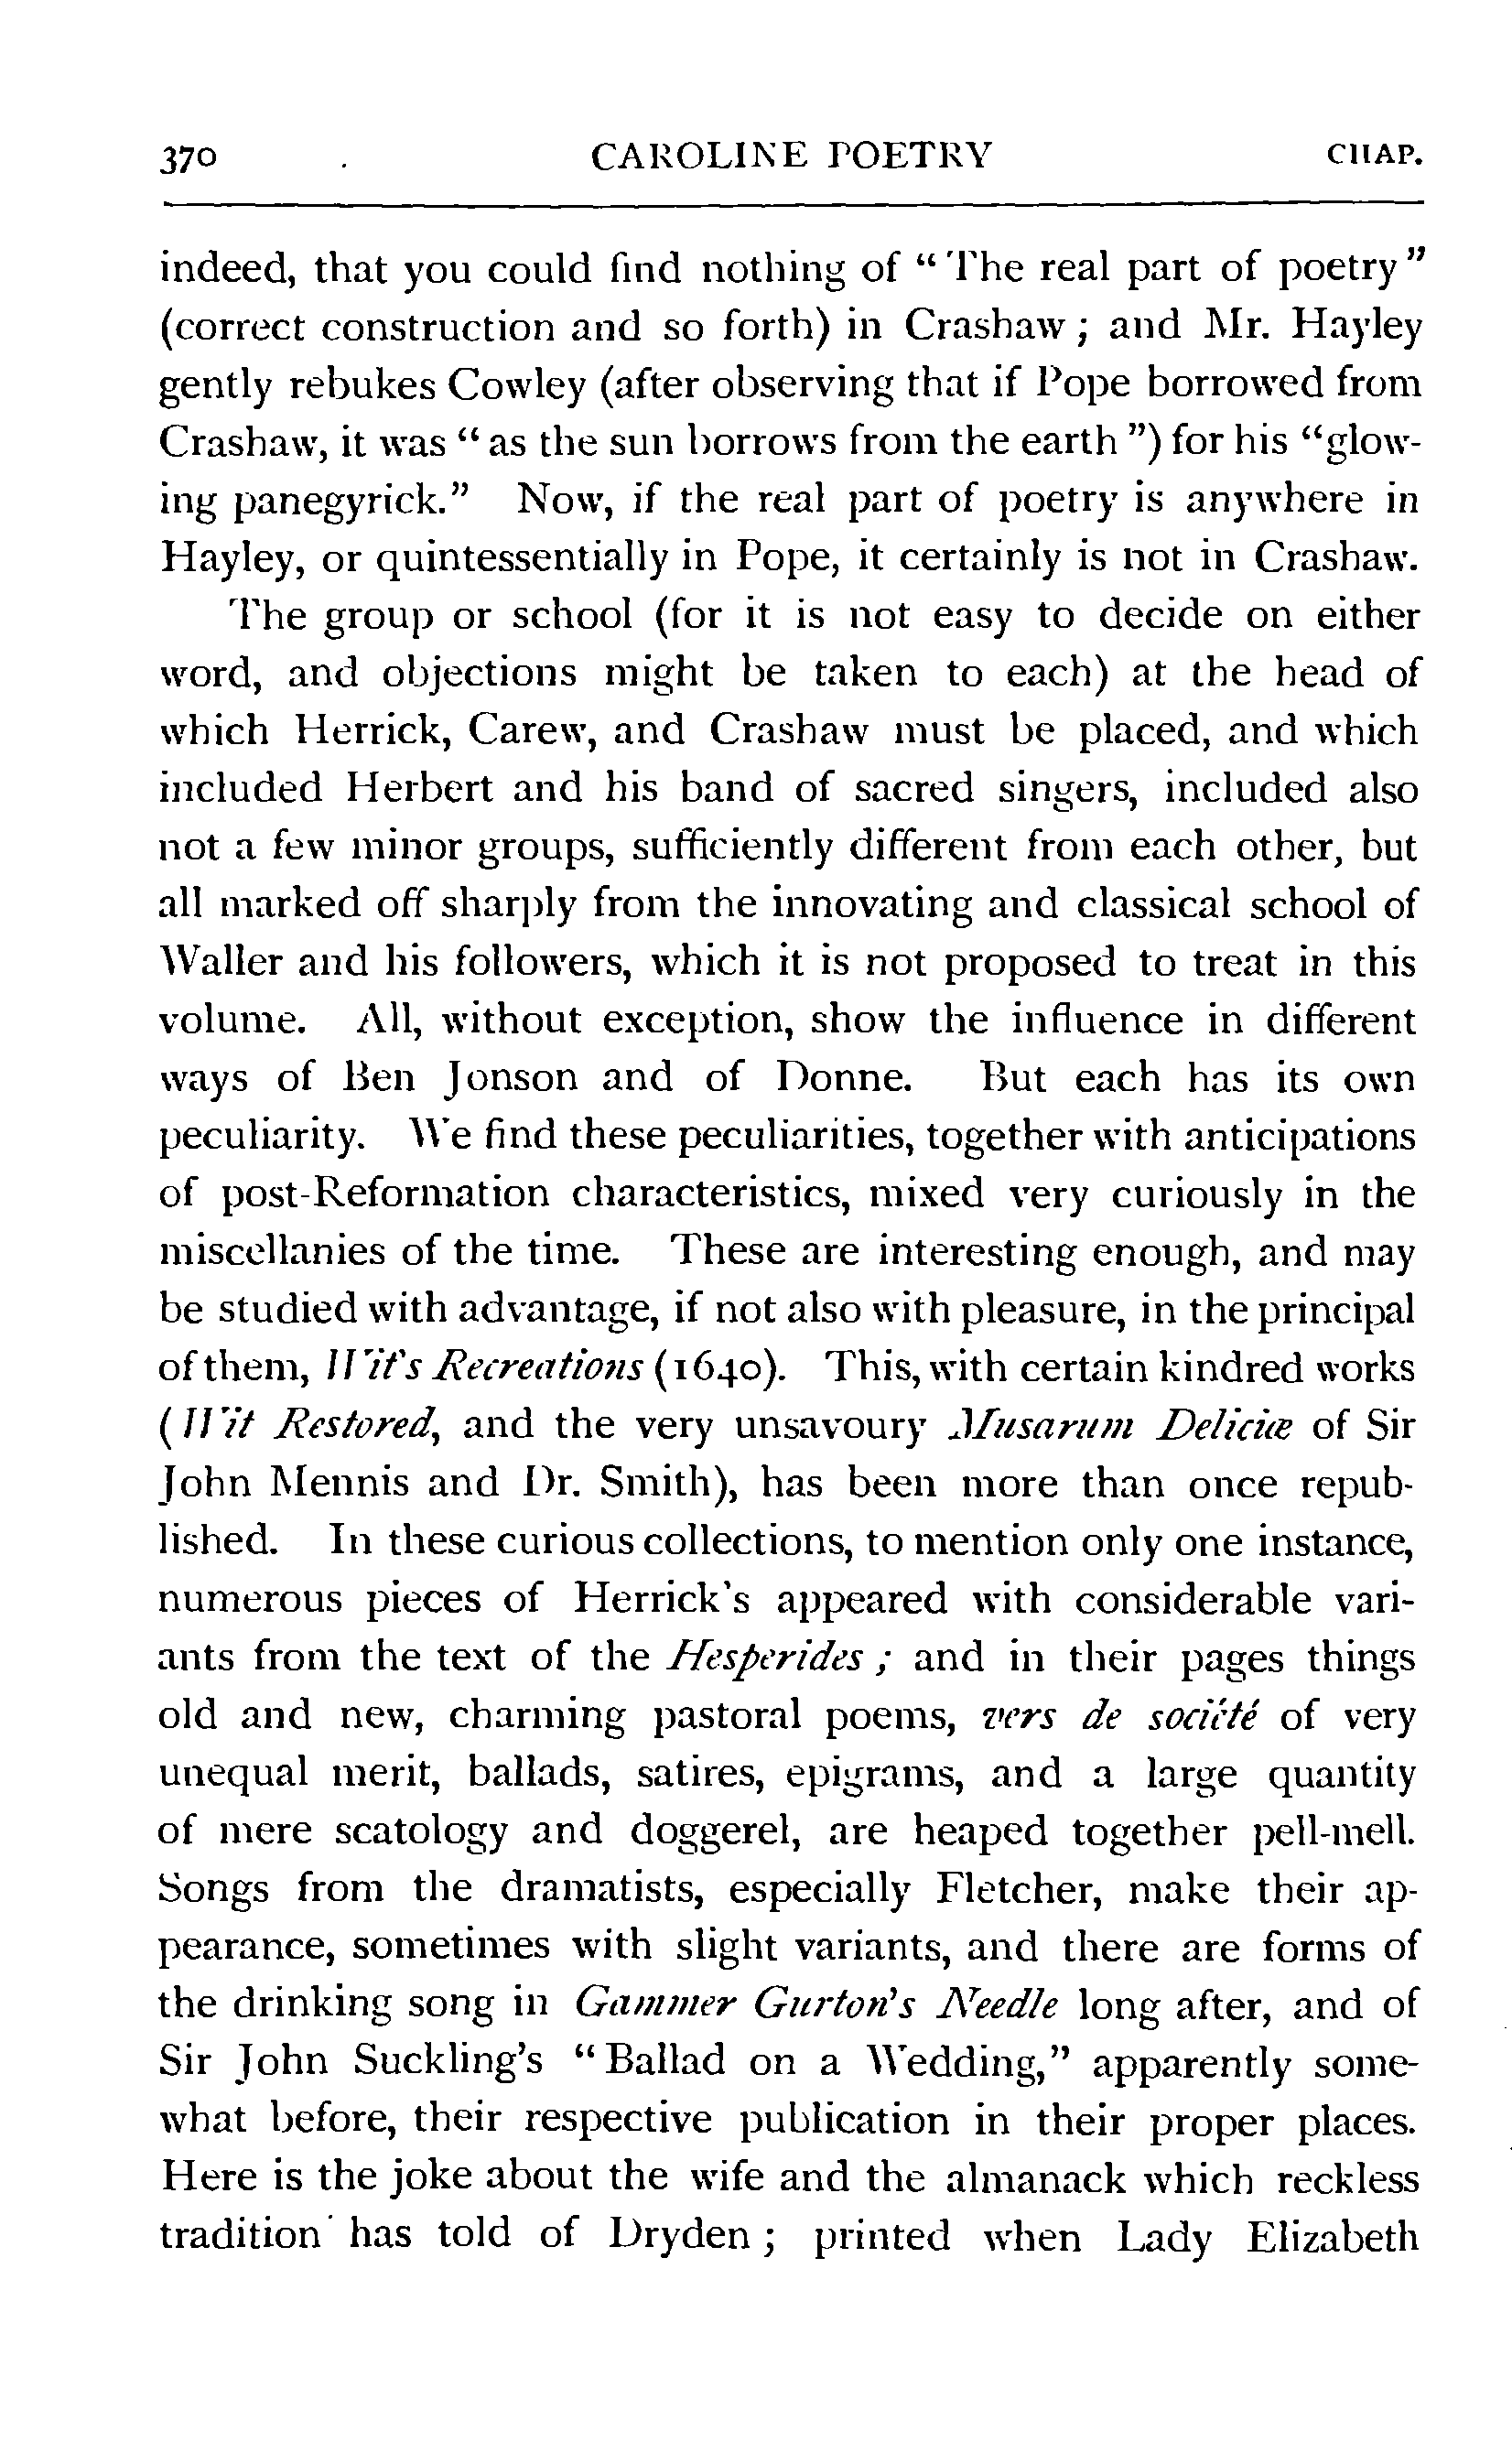 370 CAROLINE POETRY CHAP.
indeed, that you could find nothing of “The real part of poetry”
(correct construction and so forth) in Crashaw; and Mr. Hayley
gently rebukes Cowley (after observing that if Pope borrowed from
Crashaw, it was “as the sun borrows from the earth”) for his “glow-
ing panegyrick.” Now, if the real part of poetry is anywhere in
Hayley, or quintessentially in Pope, it certainly is not in Crashaw.
The group or school (for it is not easy to decide on either
word, and objections might be taken to each) at the head of
which Herrick, Carew, and Crashaw must be placed, and which
included Herbert and his band of sacred singers, included also
not a few minor groups, sufficiently different from each other, but
all marked off sharply from the innovating and classical school of
Waller and his followers, which it is not proposed to treat in this
volume. All, without exception, show the influence in different
ways of Ben Jonson and of Donne. But each has its own
peculiarity. We find these peculiarities, together with anticipations
of post-Reformation characteristics, mixed very curiously in the
miscellanies of the time. These are interesting enough, and may
be studied with advantage, if not also with pleasure, in the principal
of them, Wit's Recreations (1640). This, with certain kindred works
(Wit Restored, and the very unsavoury Musarum Deliciæ of Sir
John Mennis and Dr. Smith), has been more than once repub-
lished. In these curious collections, to mention only one instance,
numerous pieces of Herrick's appeared with considerable vari-
ants from the text of the Hesperides; and in their pages things
old and new, charming pastoral poems, vers de société of very
unequal merit, ballads, satires, epigrams, and a large quantity
of mere scatology and doggerel, are heaped together pell-mell.
Songs from the dramatists, especially Fletcher, make their ap-
pearance, sometimes with slight variants, and there are forms of
the drinking song in Gammer Gurton's Needle long after, and of
Sir John Suckling's “Ballad on a Wedding,” apparently some-
what before, their respective publication in their proper places.
Here is the joke about the wife and the almanack which reckless
tradition has told of Dryden; printed when Lady Elizabeth